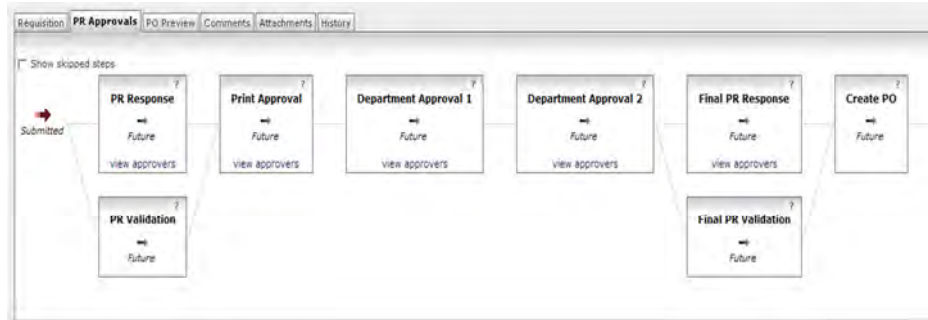 Requisition PR Approvals PO Preview Comments Attachments History
Show skipped steps
Submitted
?
PR Response
Future
view approvers
?
Print Approval
Future
view approvers
?
Department Approval 1
Future
view approvers
?
Department Approval 2
Future
view approvers
?
Final PR Response
Future
view approvers
?
Create PO
Future
?
PR Validation
Future
?
Final PR Validation
Future